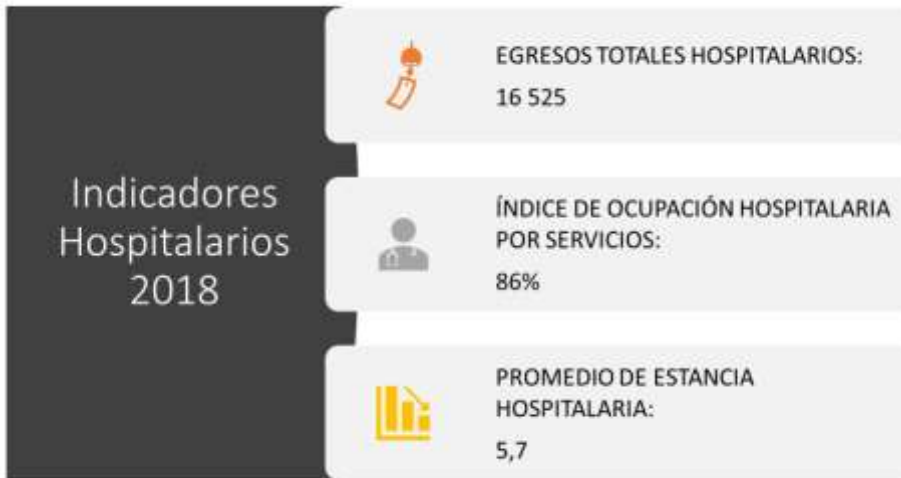 Indicadores
Hospitalarios
2018
EGRESOS TOTALES HOSPITALARIOS:
16 525
ÍNDICE DE OCUPACIÓN HOSPITALARIA
POR SERVICIOS:
86%
PROMEDIO DE ESTANCIA
HOSPITALARIA:
5,7